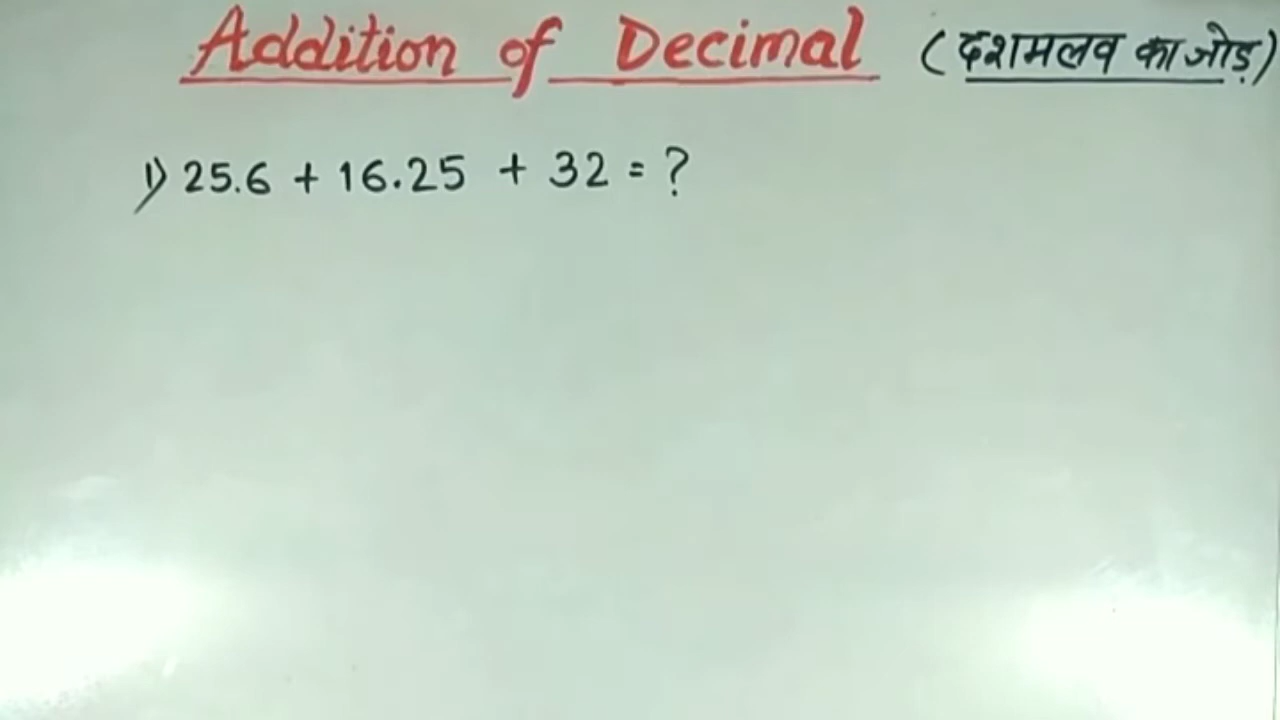 Addition of Decimal (दशमलव का जोड़)
1) 25.6 + 16.25 + 32 = ?